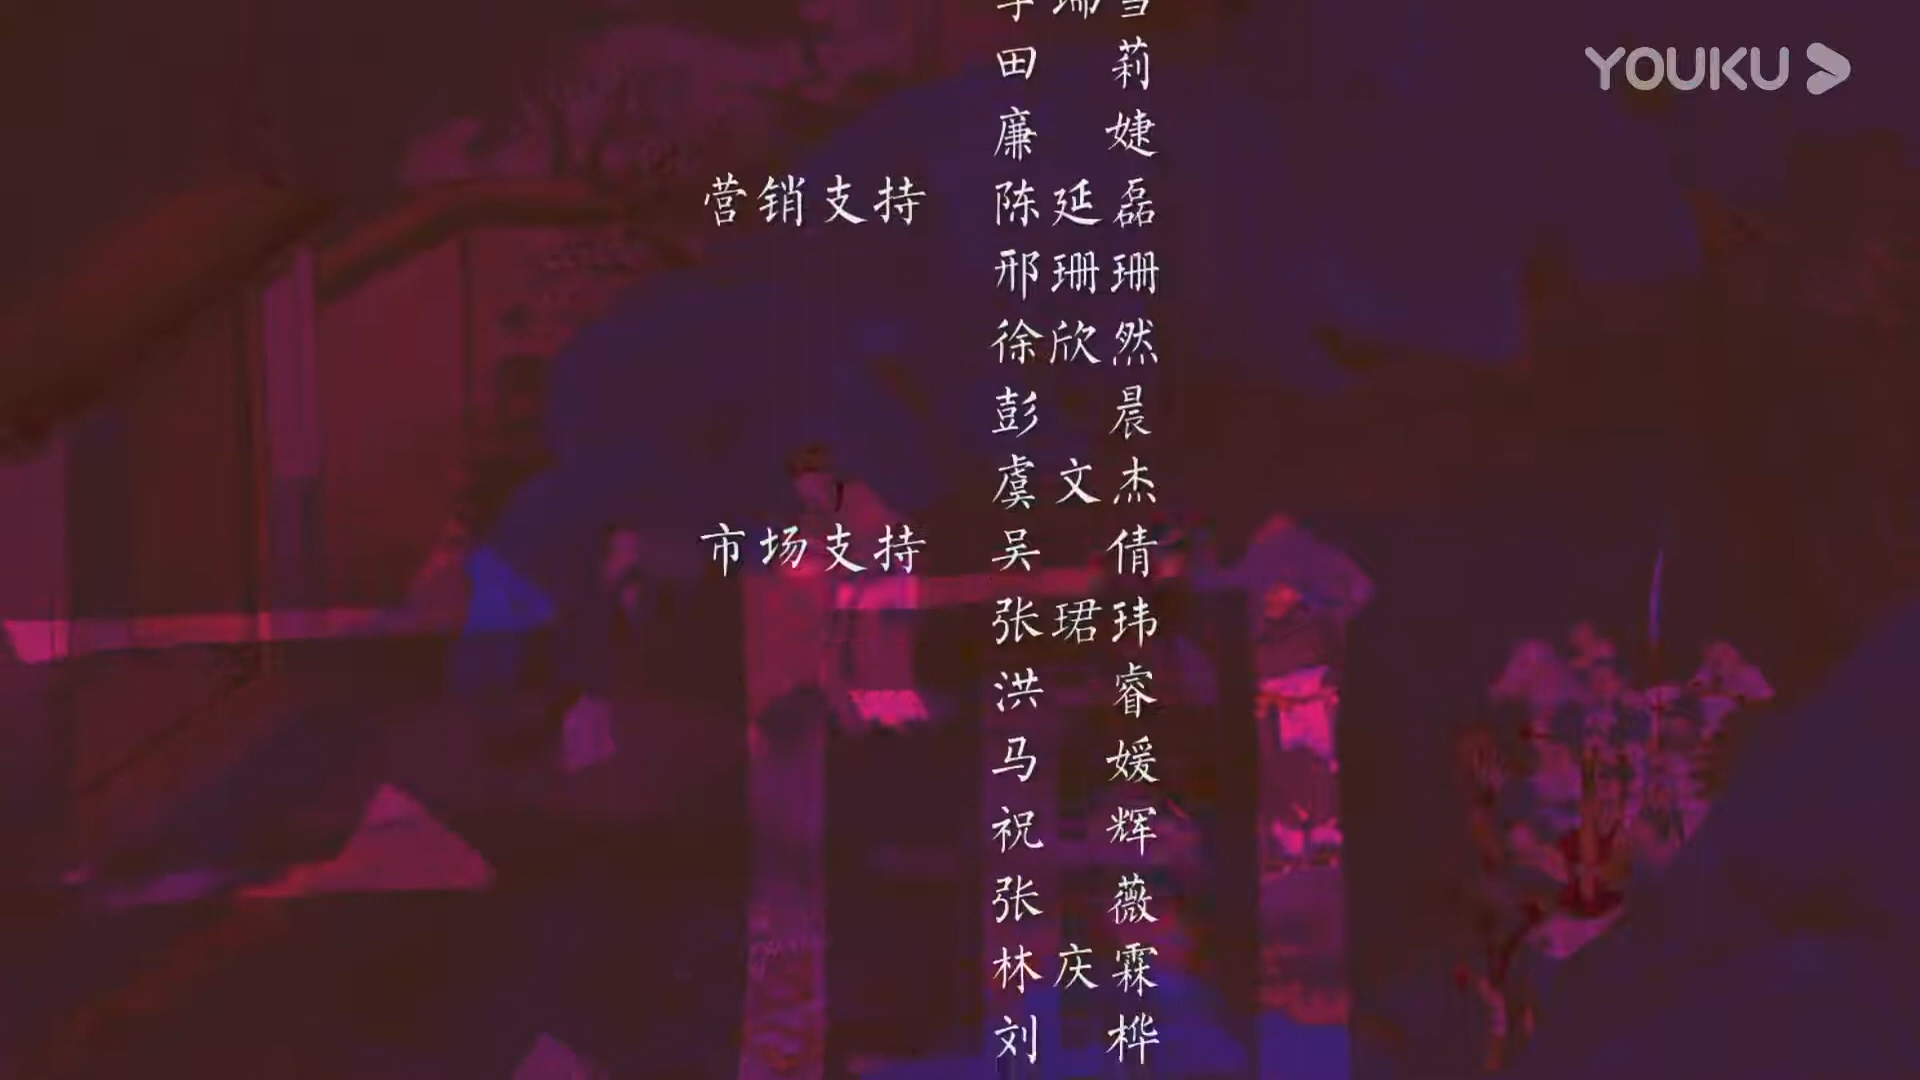 YOUKU
田 莉
廉 婕
营销支持 陈延磊
邢珊珊
徐欣然
彭 晨
虞文杰
市场支持 吴 倩
张珺玮
洪 睿
马 媛
祝 辉
张 薇
林庆霖
刘 桦